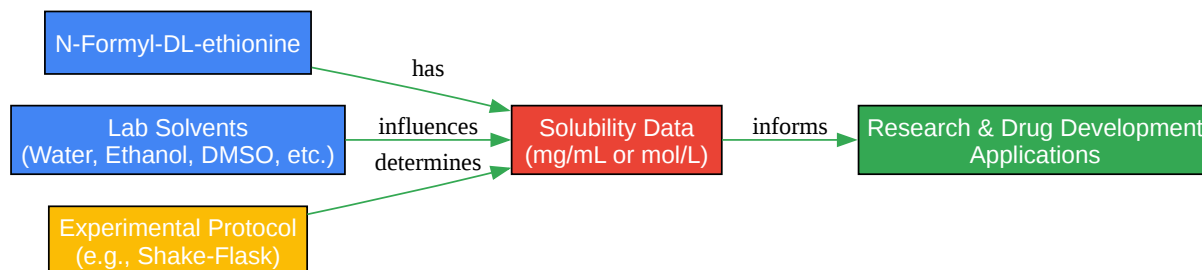 N-Formyl-DL-ethionine
has
Lab Solvents
(Water, Ethanol, DMSO, etc.)
influences
Solubility Data
(mg/mL or mol/L)
informs
Research & Drug Development
Applications
determines
Experimental Protocol
(e.g., Shake-Flask)